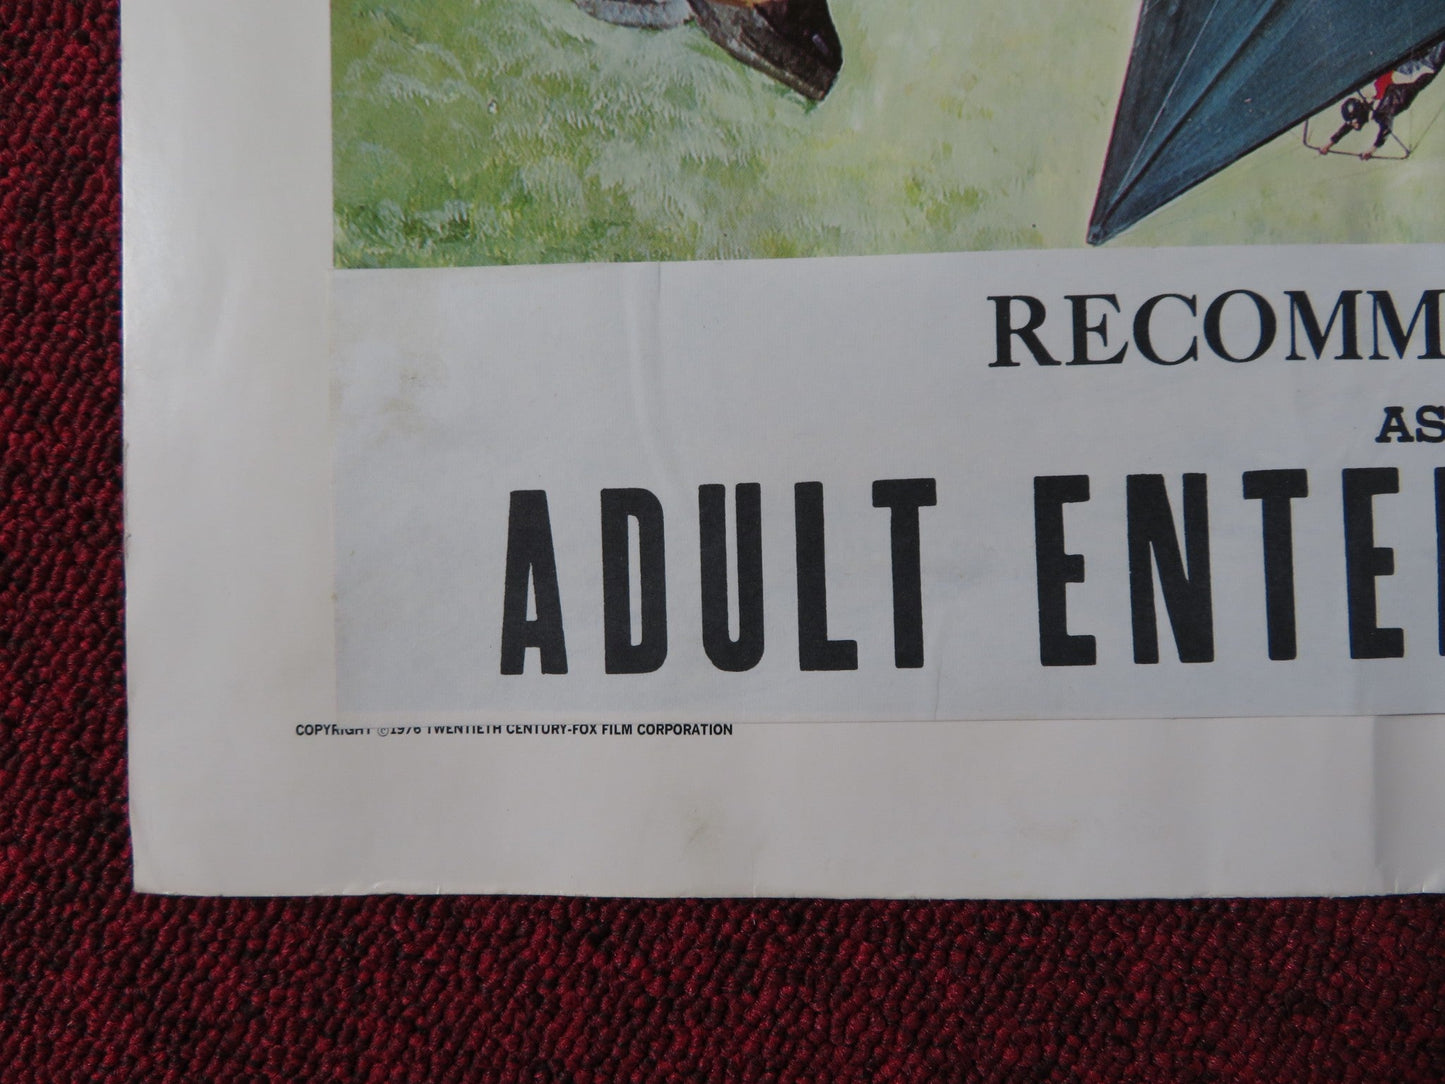 RECOMM
AS
ADULT ENTE
COPYRIGHT ©1976 TWENTIETH CENTURY-FOX FILM CORPORATION